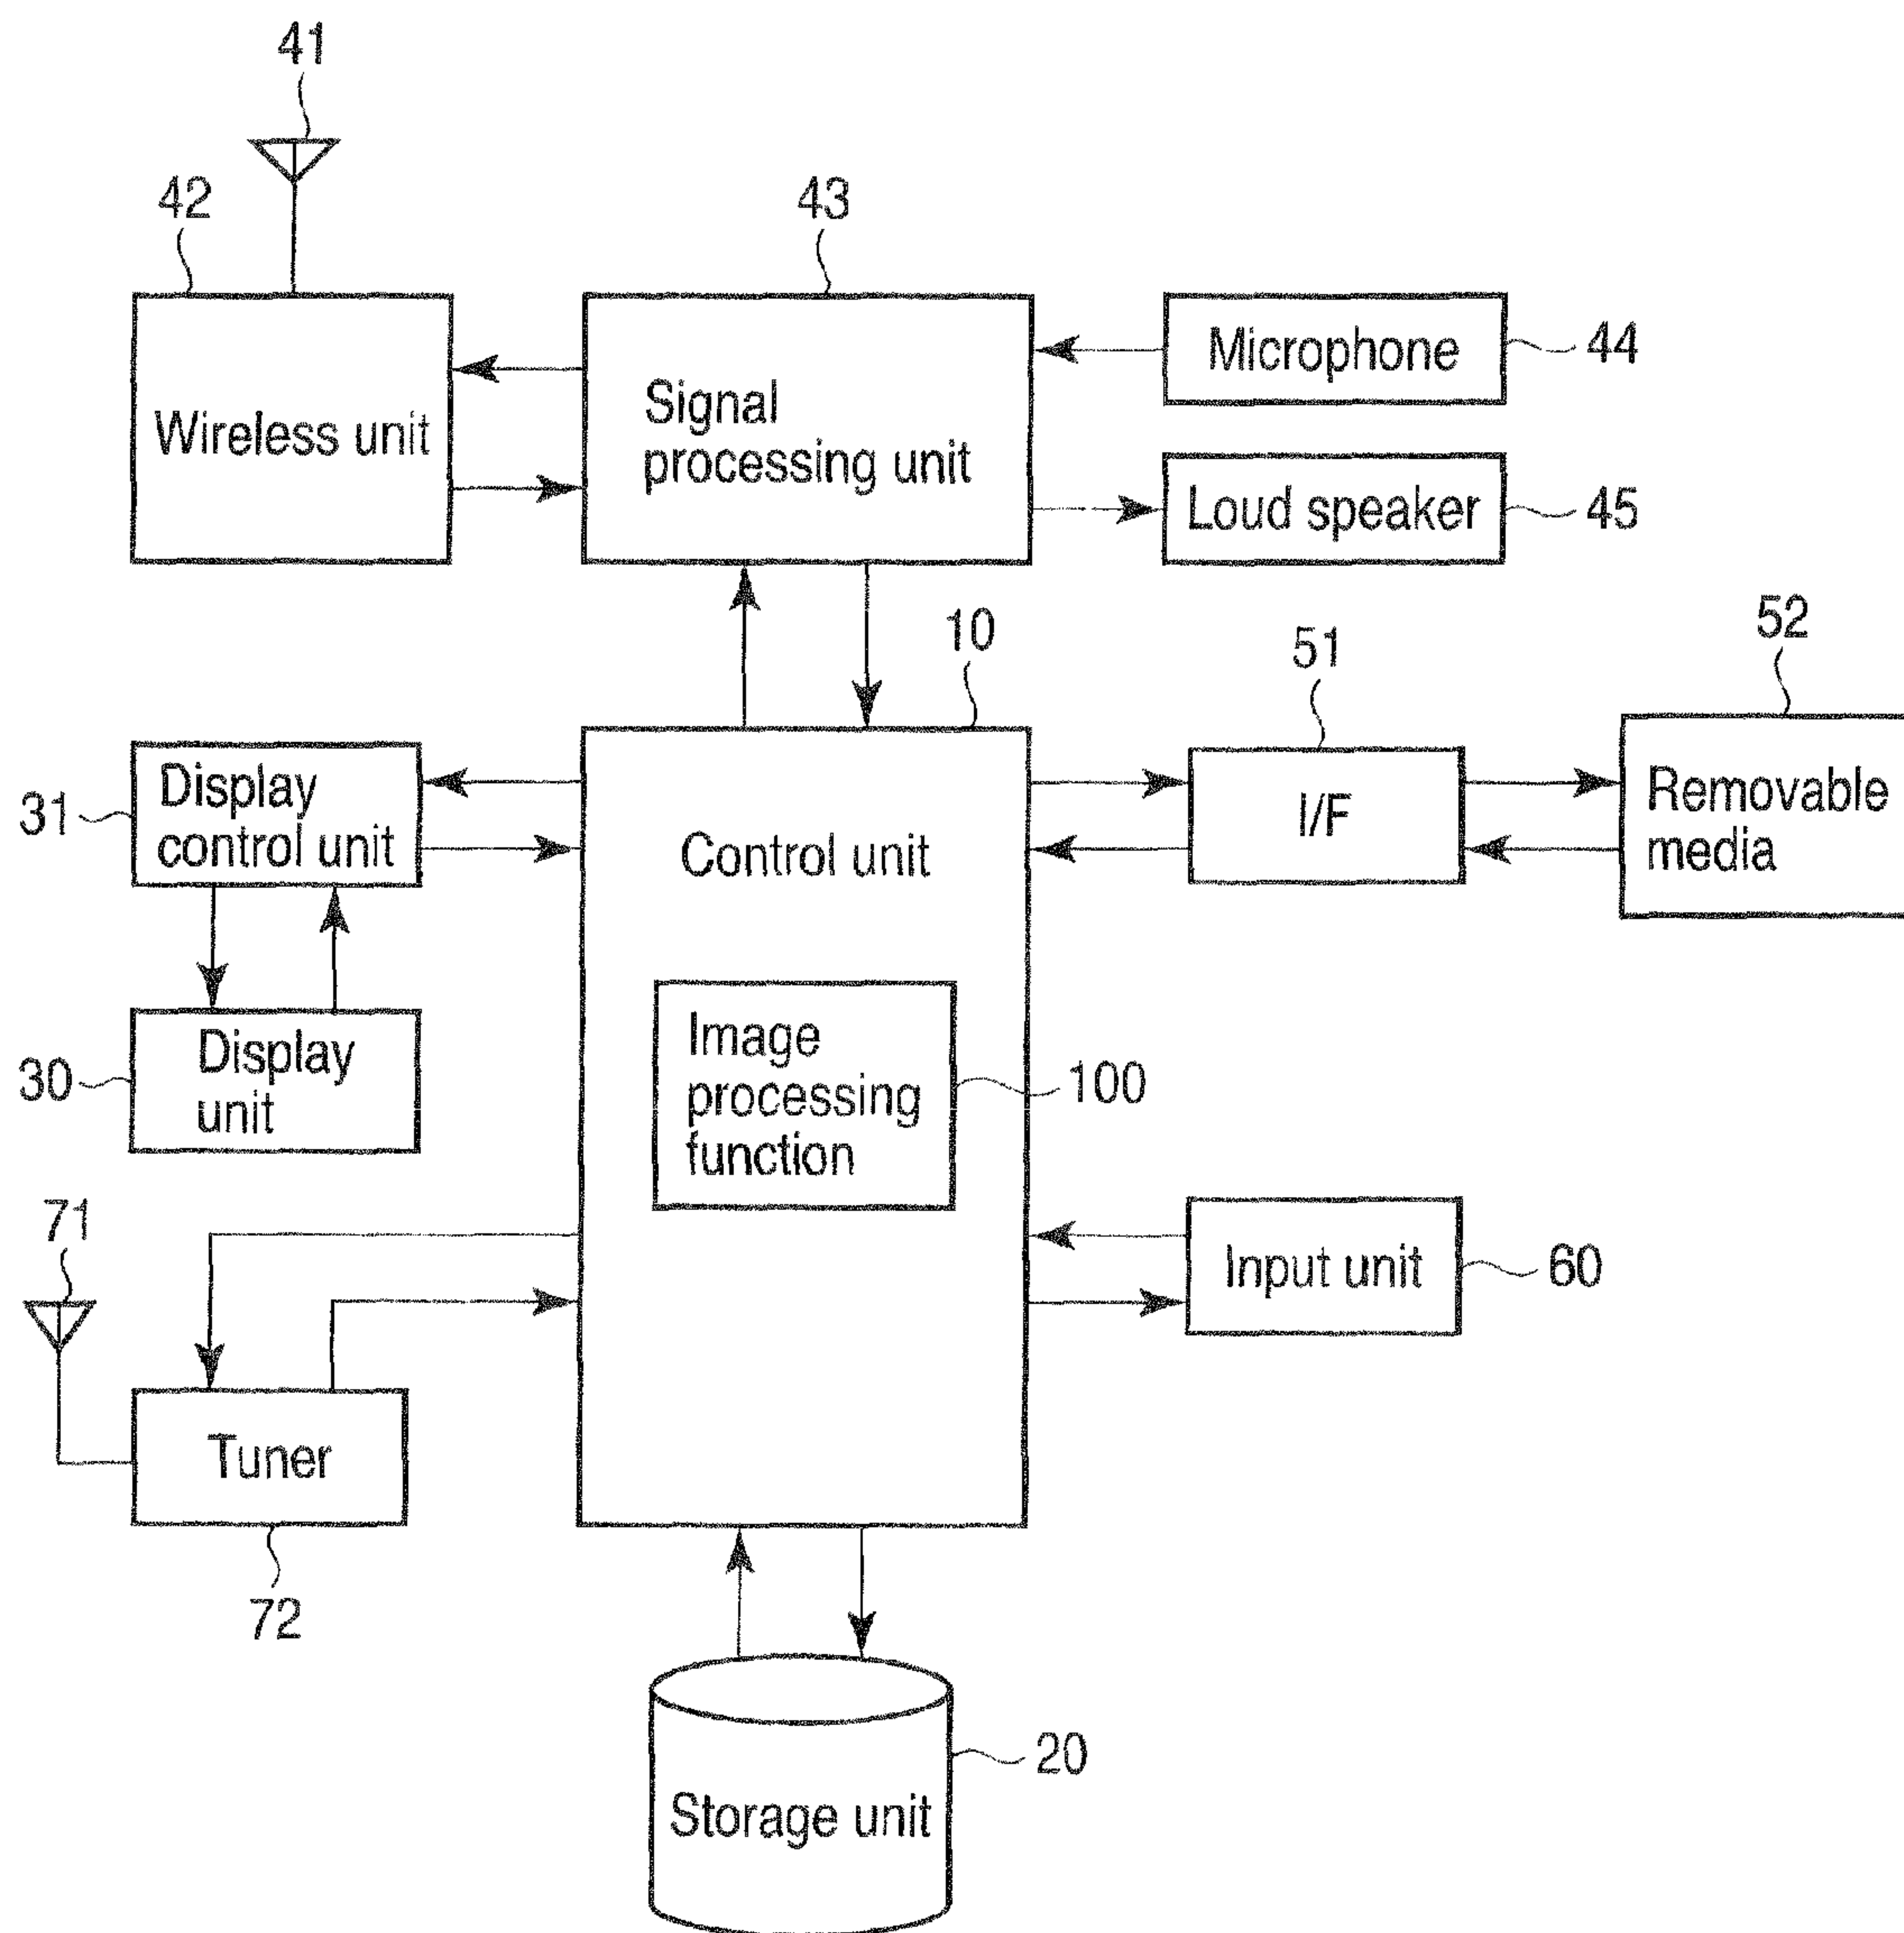 41
42
43
Wireless unit
Signal
processing unit
Microphone
44
Loud speaker
45
10
51
52
31
Display
control unit
Control unit
I/F
Removable
media
30
Display
unit
Image
processing
function
100
71
Input unit
60
Tuner
72
20
Storage unit